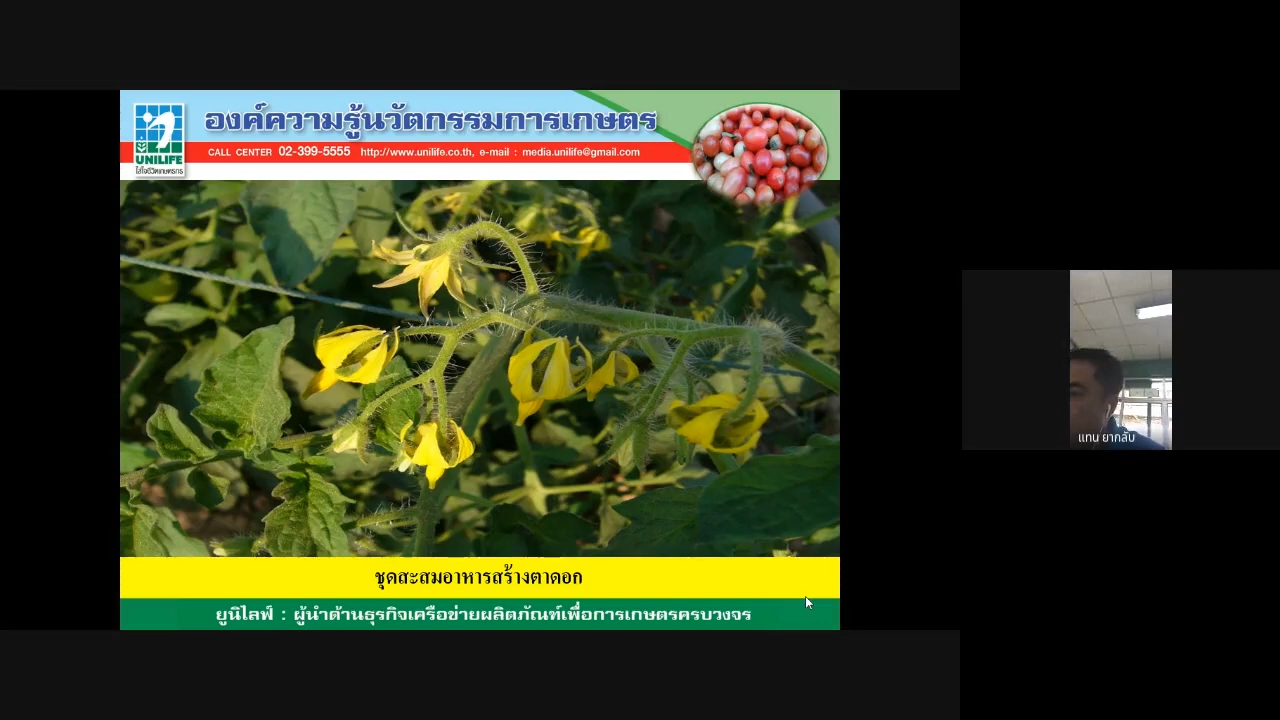 องค์ความรู้นวัตกรรมการเกษตร
CALL CENTER 02-399-5555 http://www.unilife.co.th, e-mail : media.unilife@gmail.com
UNILIFE
ใส่ใจชีวิตเกษตรกร
แทน ยากลับ
ชุดสะสมอาหารสร้างตาดอก
ยูนิไลฟ์ : ผู้นำด้านธุรกิจเครือข่ายผลิตภัณฑ์เพื่อการเกษตรครบวงจร